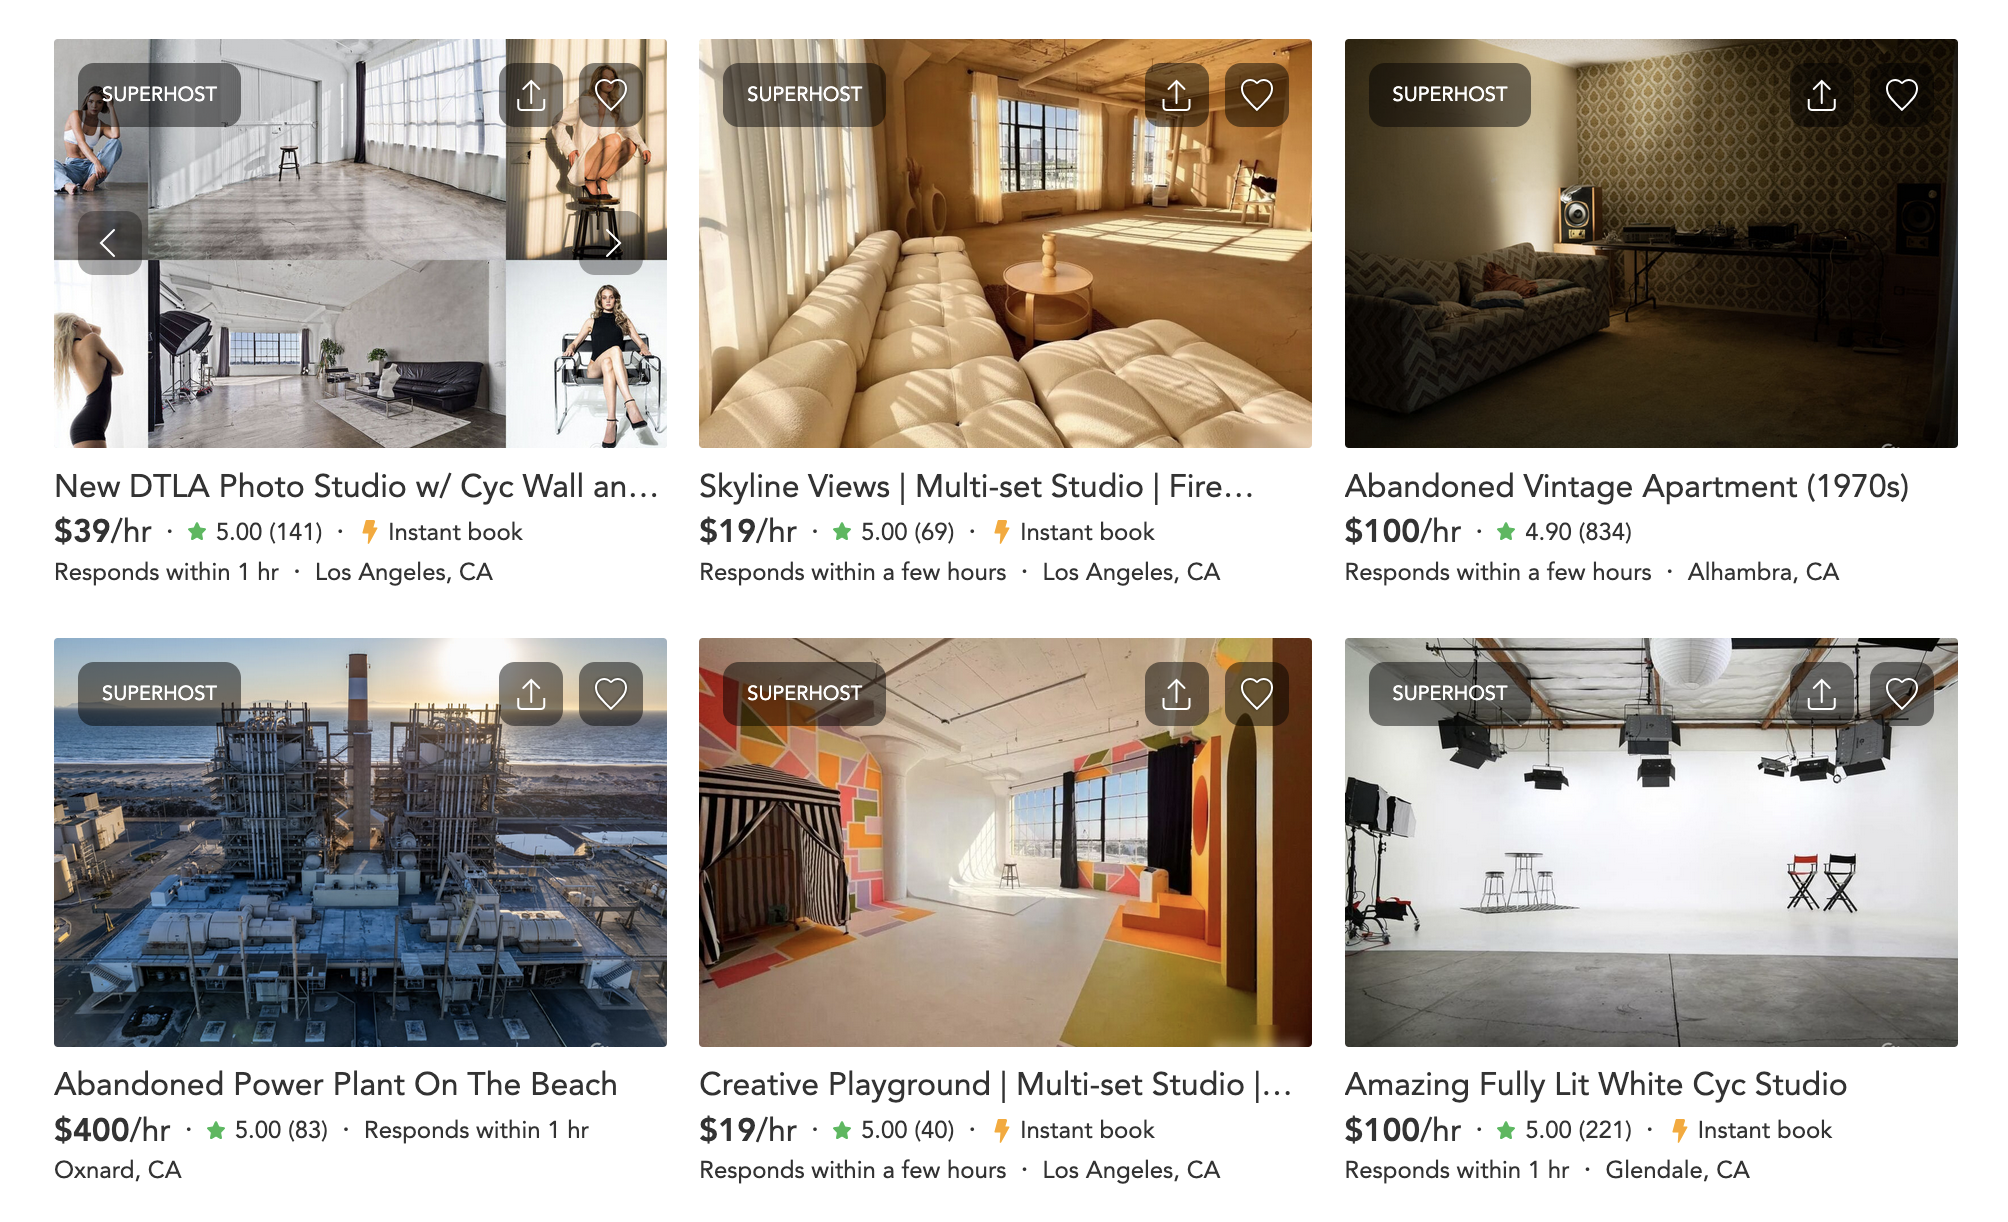 SUPERHOST
SUPERHOST
SUPERHOST
New DTLA Photo Studio w/ Cyc Wall an…
$39/hr · 5.00 (141) · Instant book
Responds within 1 hr · Los Angeles, CA
Skyline Views | Multi-set Studio | Fire…
$19/hr · 5.00 (69) · Instant book
Responds within a few hours · Los Angeles, CA
Abandoned Vintage Apartment (1970s)
$100/hr · 4.90 (834)
Responds within a few hours · Alhambra, CA
SUPERHOST
SUPERHOST
SUPERHOST
Abandoned Power Plant On The Beach
$400/hr · 5.00 (83) · Responds within 1 hr
Oxnard, CA
Creative Playground | Multi-set Studio |…
$19/hr · 5.00 (40) · Instant book
Responds within a few hours · Los Angeles, CA
Amazing Fully Lit White Cyc Studio
$100/hr · 5.00 (221) · Instant book
Responds within 1 hr · Glendale, CA